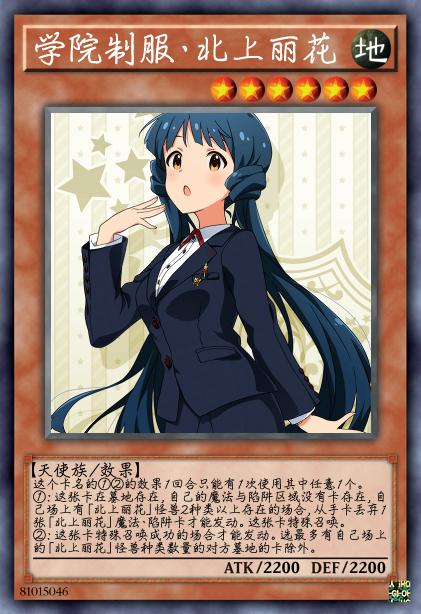 学院制服·北上丽花
地
【天使族/效果】
这个卡名的①②的效果1回合只能有1次使用其中任意1个。
①:这张卡在墓地存在,自己的魔法与陷阱区域没有卡存在,自
己场上有「北上丽花」怪兽2种类以上存在的场合,从手卡丢弃1
张「北上丽花」魔法·陷阱卡才能发动。这张卡特殊召唤。
②:这张卡特殊召唤成功的场合才能发动。选最多有自己场上
的「北上丽花」怪兽种类数量的对方墓地的卡除外。
ATK/2200 DEF/2200
81015046